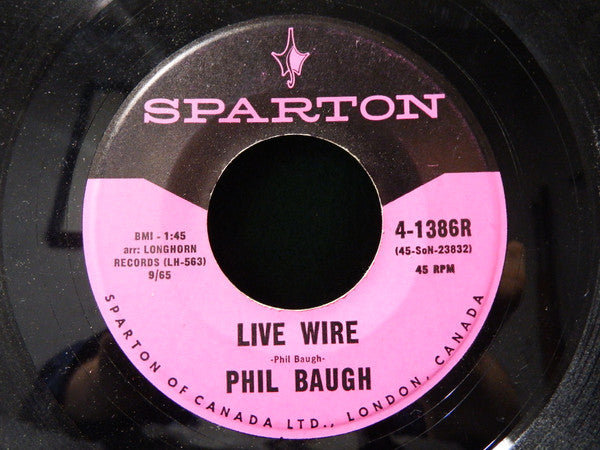 SPARTON
BMI - 1:45
arr: LONGHORN
RECORDS (LH-563)
9/65
4-1386R
(45-SoN-23832)
45 RPM
LIVE WIRE
-Phil Baugh-
PHIL BAUGH
SPARTON OF CANADA LTD., LONDON, CANADA